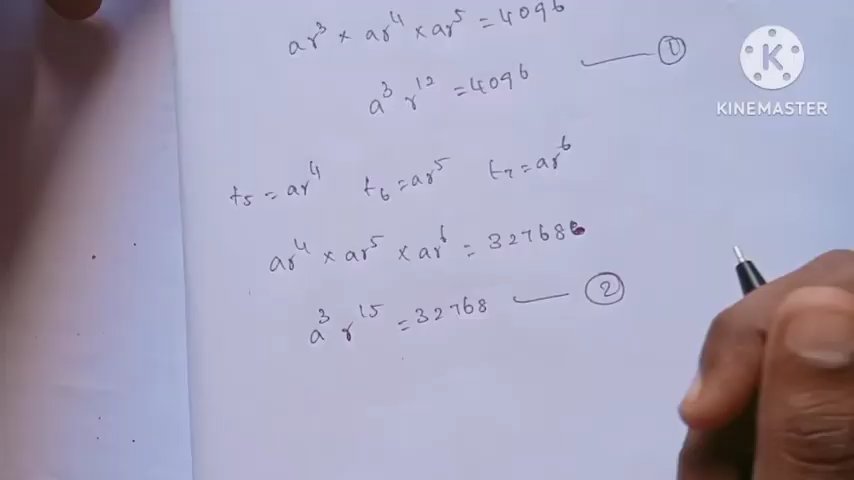 ar³ × ar⁴ × ar⁵ = 4096
a³ r¹² = 4096 —— ①
K
KINEMASTER
t₅ = ar⁴ t₆ = ar⁵ t₇ = ar⁶
ar⁴ × ar⁵ × ar⁶ = 32768
a³ r¹⁵ = 32768 —— ②